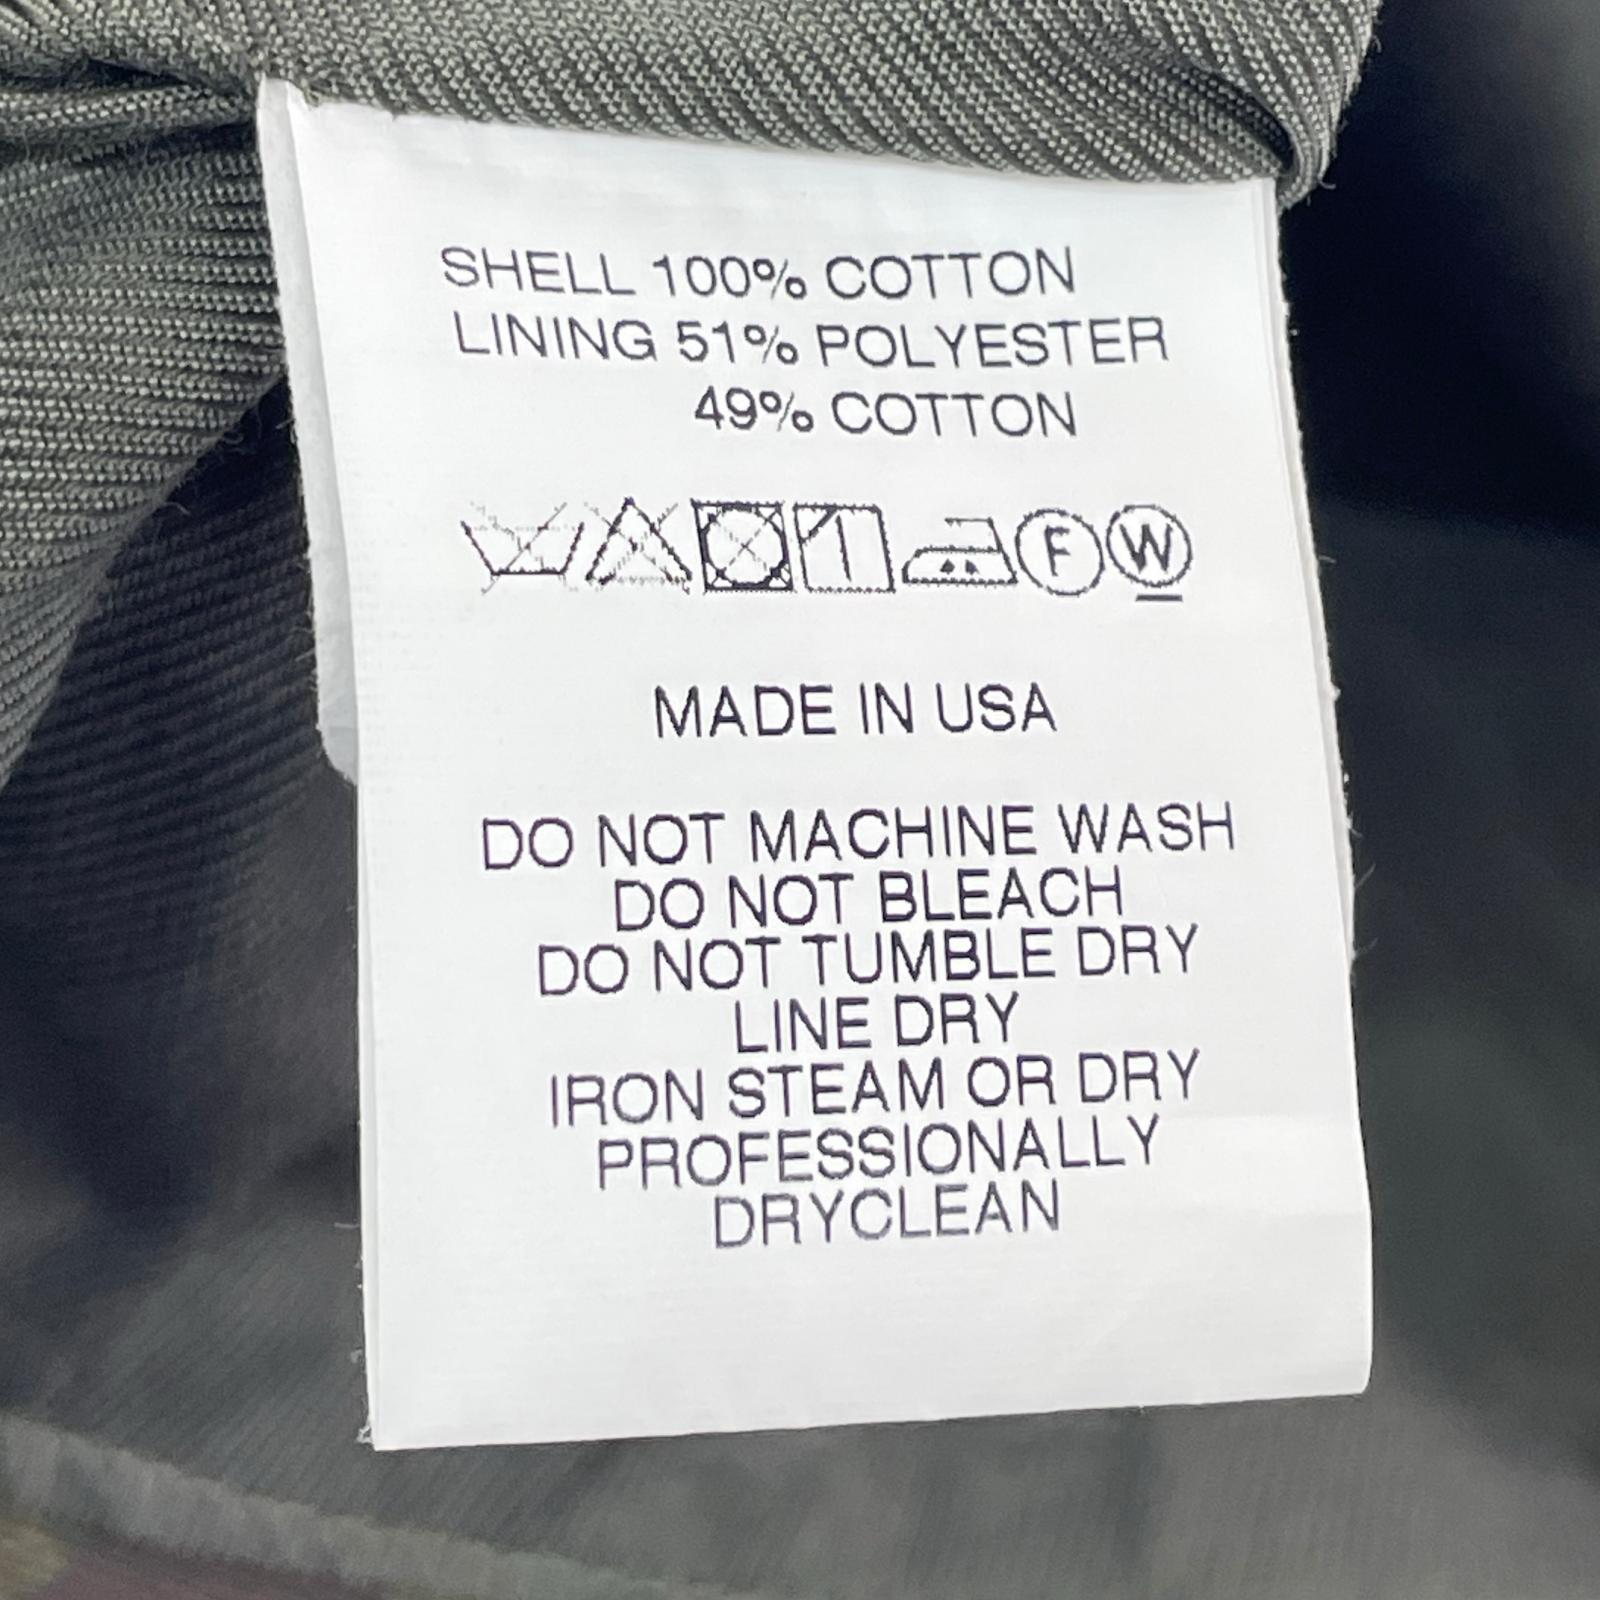 SHELL 100% COTTON
LINING 51% POLYESTER
49% COTTON
F W
MADE IN USA
DO NOT MACHINE WASH
DO NOT BLEACH
DO NOT TUMBLE DRY
LINE DRY
IRON STEAM OR DRY
PROFESSIONALLY
DRYCLEAN